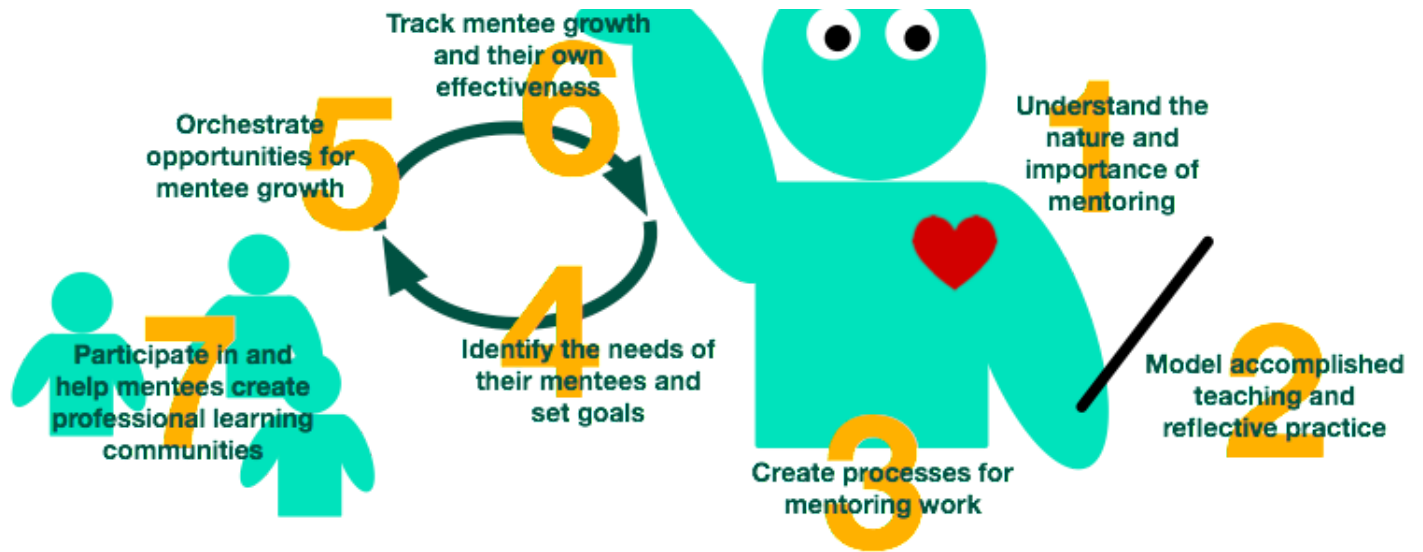 1
Understand the
nature and
importance of
mentoring
2
Model accomplished
teaching and
reflective practice
3
Create processes for
mentoring work
4
Identify the needs of
their mentees and
set goals
5
Orchestrate
opportunities for
mentee growth
6
Track mentee growth
and their own
effectiveness
7
Participate in and
help mentees create
professional learning
communities